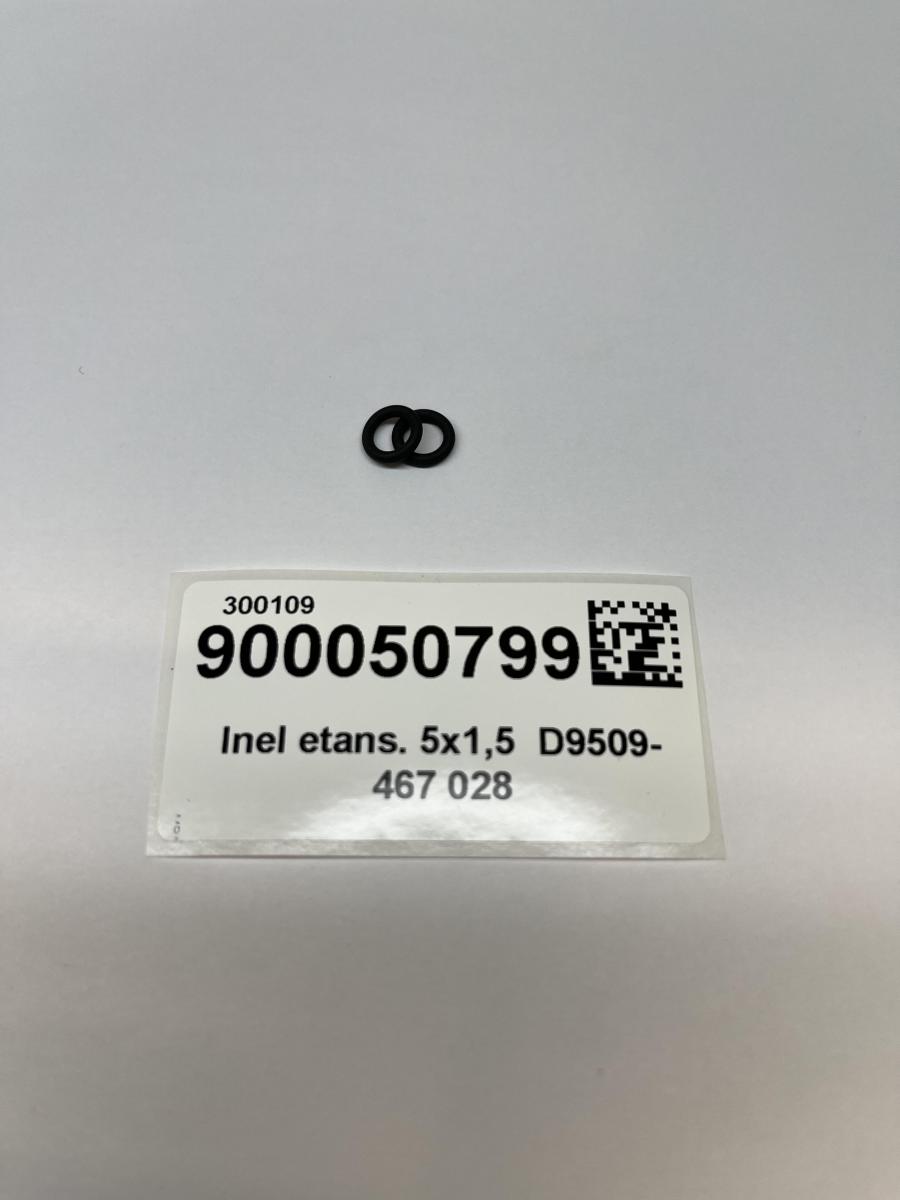 300109
900050799
Inel etans. 5x1,5 D9509-
467 028